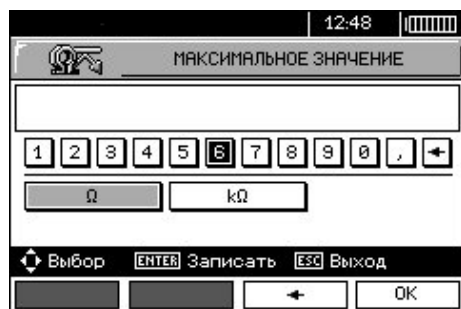 12:48
МАКСИМАЛЬНОЕ ЗНАЧЕНИЕ
1 2 3 4 5 6 7 8 9 0 , ←
Ω kΩ
Выбор ENTER Записать ESC Выход
← OK